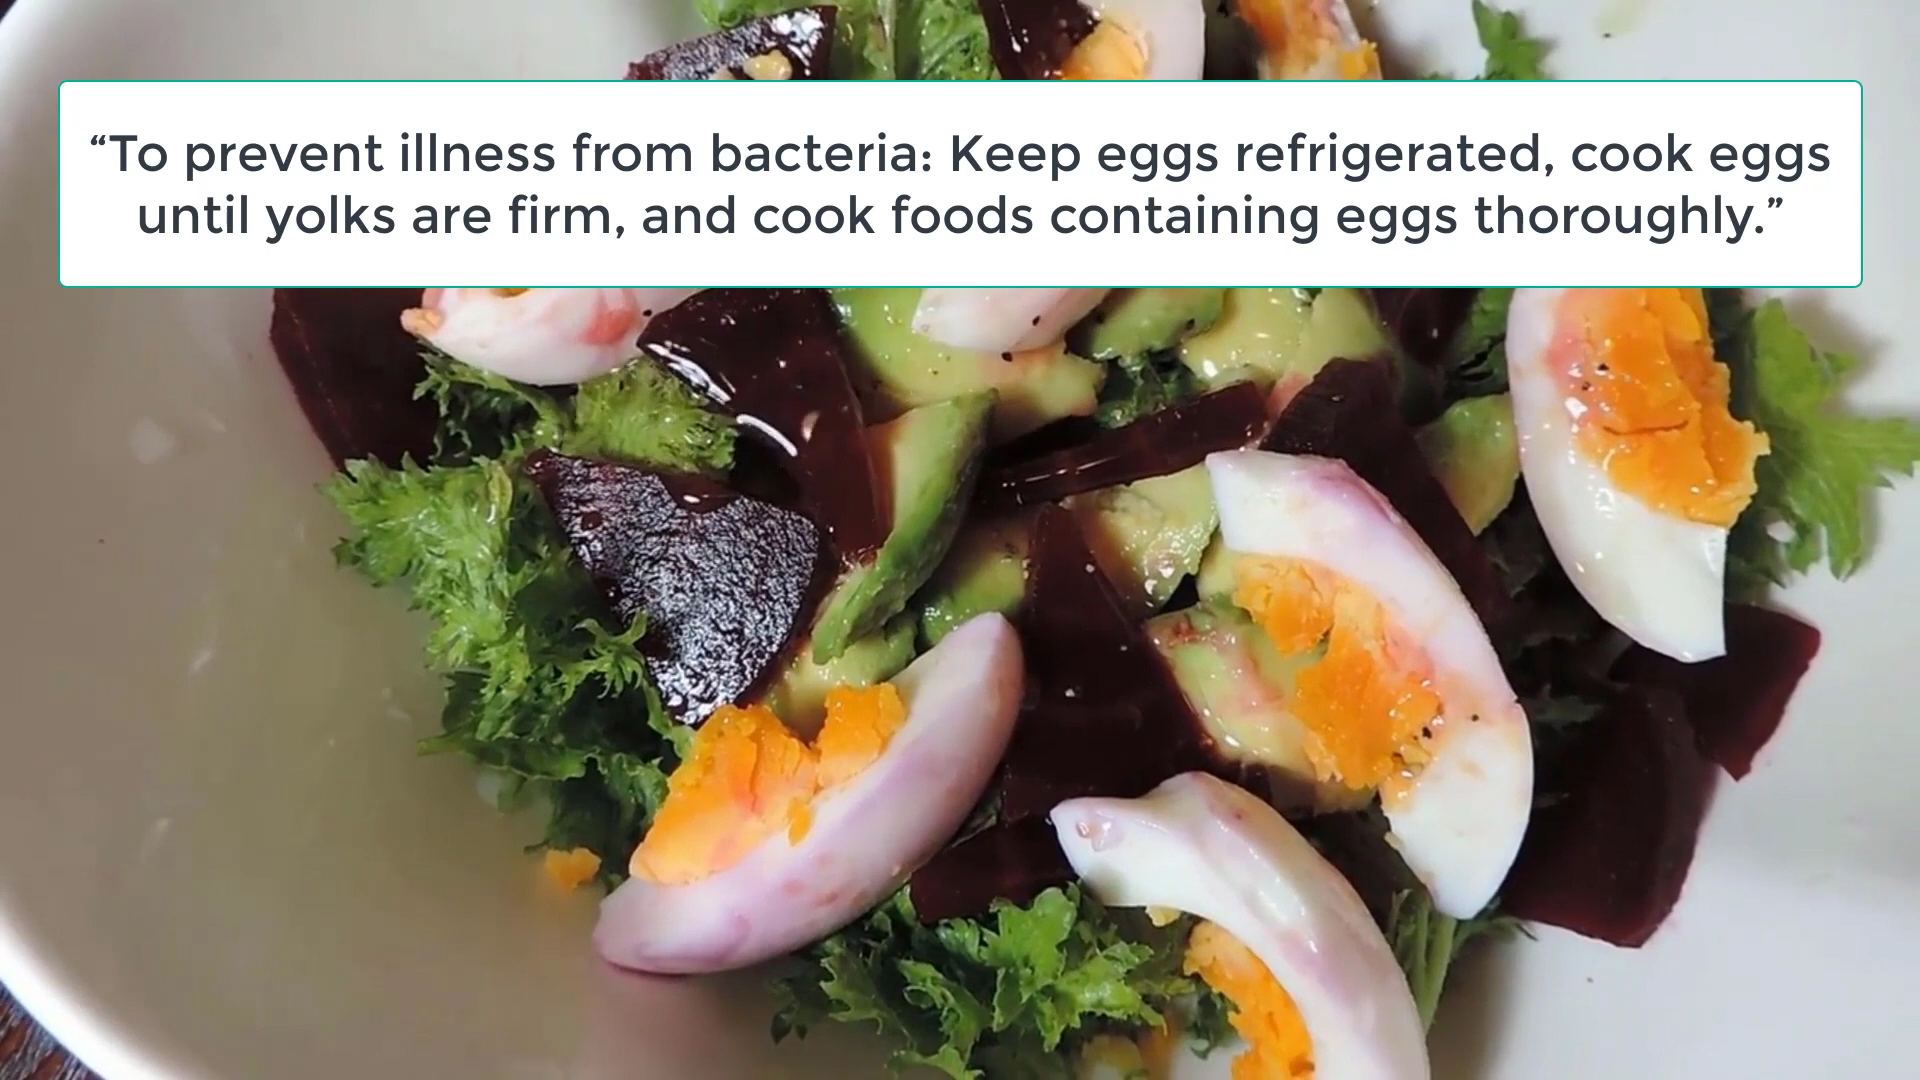 “To prevent illness from bacteria: Keep eggs refrigerated, cook eggs
until yolks are firm, and cook foods containing eggs thoroughly.”